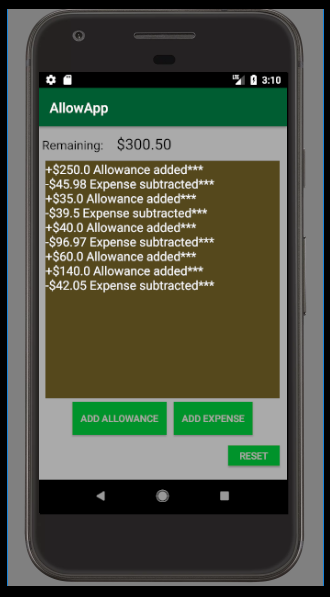 3:10
AllowApp
Remaining: $300.50
+$250.0 Allowance added***
-$45.98 Expense subtracted***
+$35.0 Allowance added***
-$39.5 Expense subtracted***
+$40.0 Allowance added***
-$96.97 Expense subtracted***
+$60.0 Allowance added***
+$140.0 Allowance added***
-$42.05 Expense subtracted***
ADD ALLOWANCE ADD EXPENSE
RESET